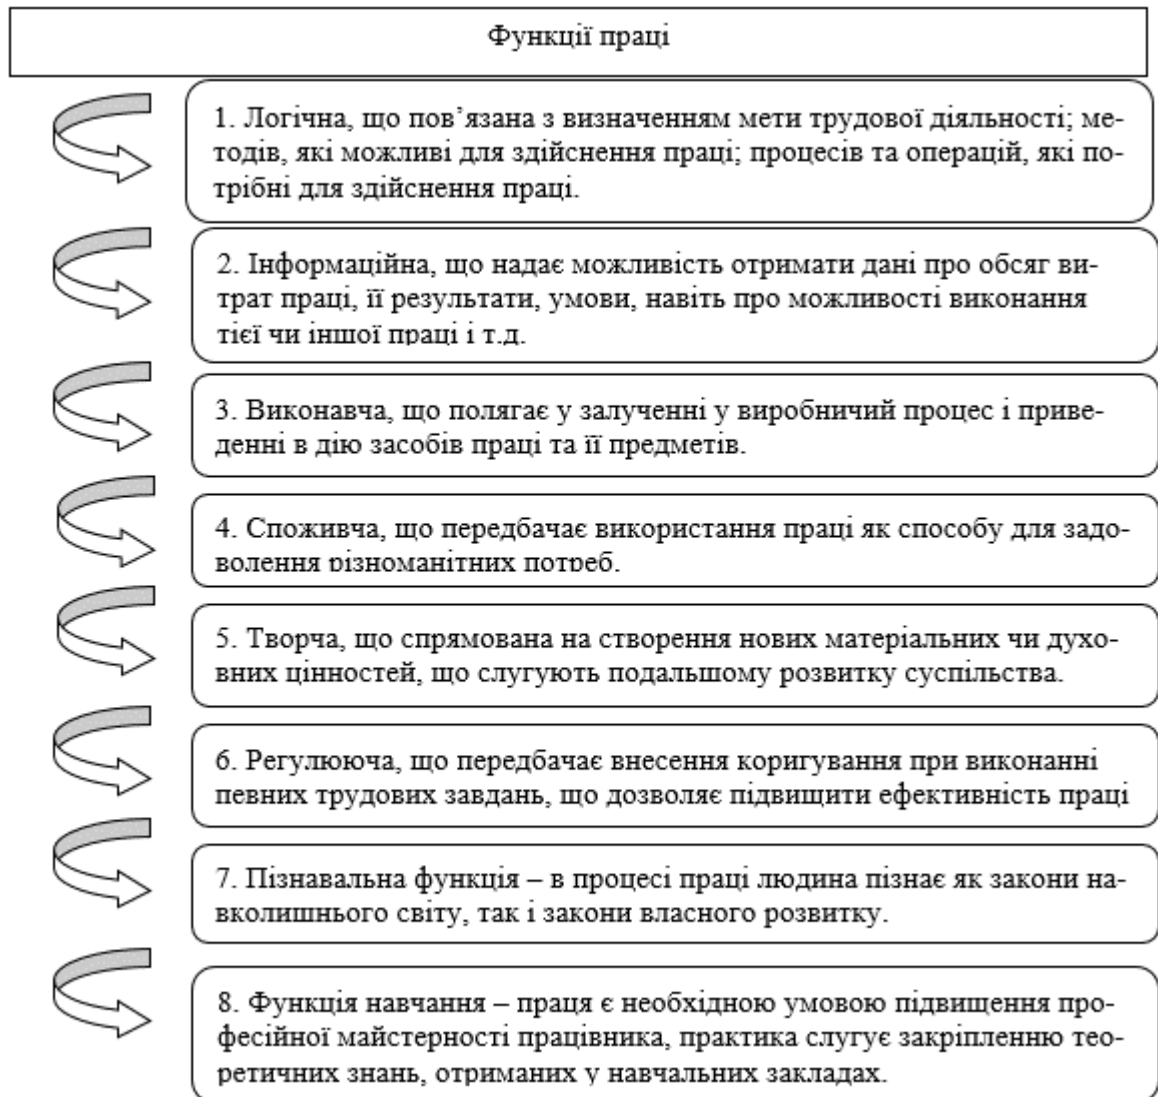 Функції праці
1. Логічна, що пов’язана з визначенням мети трудової діяльності; ме-
тодів, які можливі для здійснення праці; процесів та операцій, які по-
трібні для здійснення праці.
2. Інформаційна, що надає можливість отримати дані про обсяг ви-
трат праці, її результати, умови, навіть про можливості виконання
тієї чи іншої праці і т.д.
3. Виконавча, що полягає у залученні у виробничий процес і приве-
денні в дію засобів праці та її предметів.
4. Споживча, що передбачає використання праці як способу для задо-
волення різноманітних потреб.
5. Творча, що спрямована на створення нових матеріальних чи духо-
вних цінностей, що слугують подальшому розвитку суспільства.
6. Регулююча, що передбачає внесення коригування при виконанні
певних трудових завдань, що дозволяє підвищити ефективність праці
7. Пізнавальна функція – в процесі праці людина пізнає як закони на-
вколишнього світу, так і закони власного розвитку.
8. Функція навчання – праця є необхідною умовою підвищення про-
фесійної майстерності працівника, практика слугує закріпленню тео-
ретичних знань, отриманих у навчальних закладах.